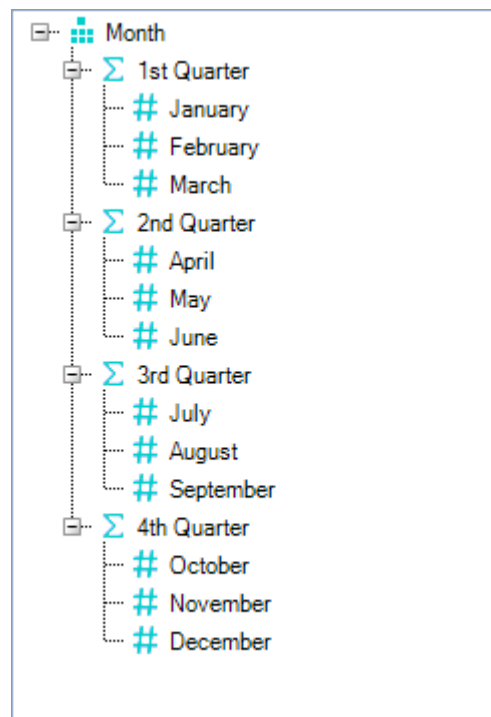 Month
1st Quarter
January
February
March
2nd Quarter
April
May
June
3rd Quarter
July
August
September
4th Quarter
October
November
December